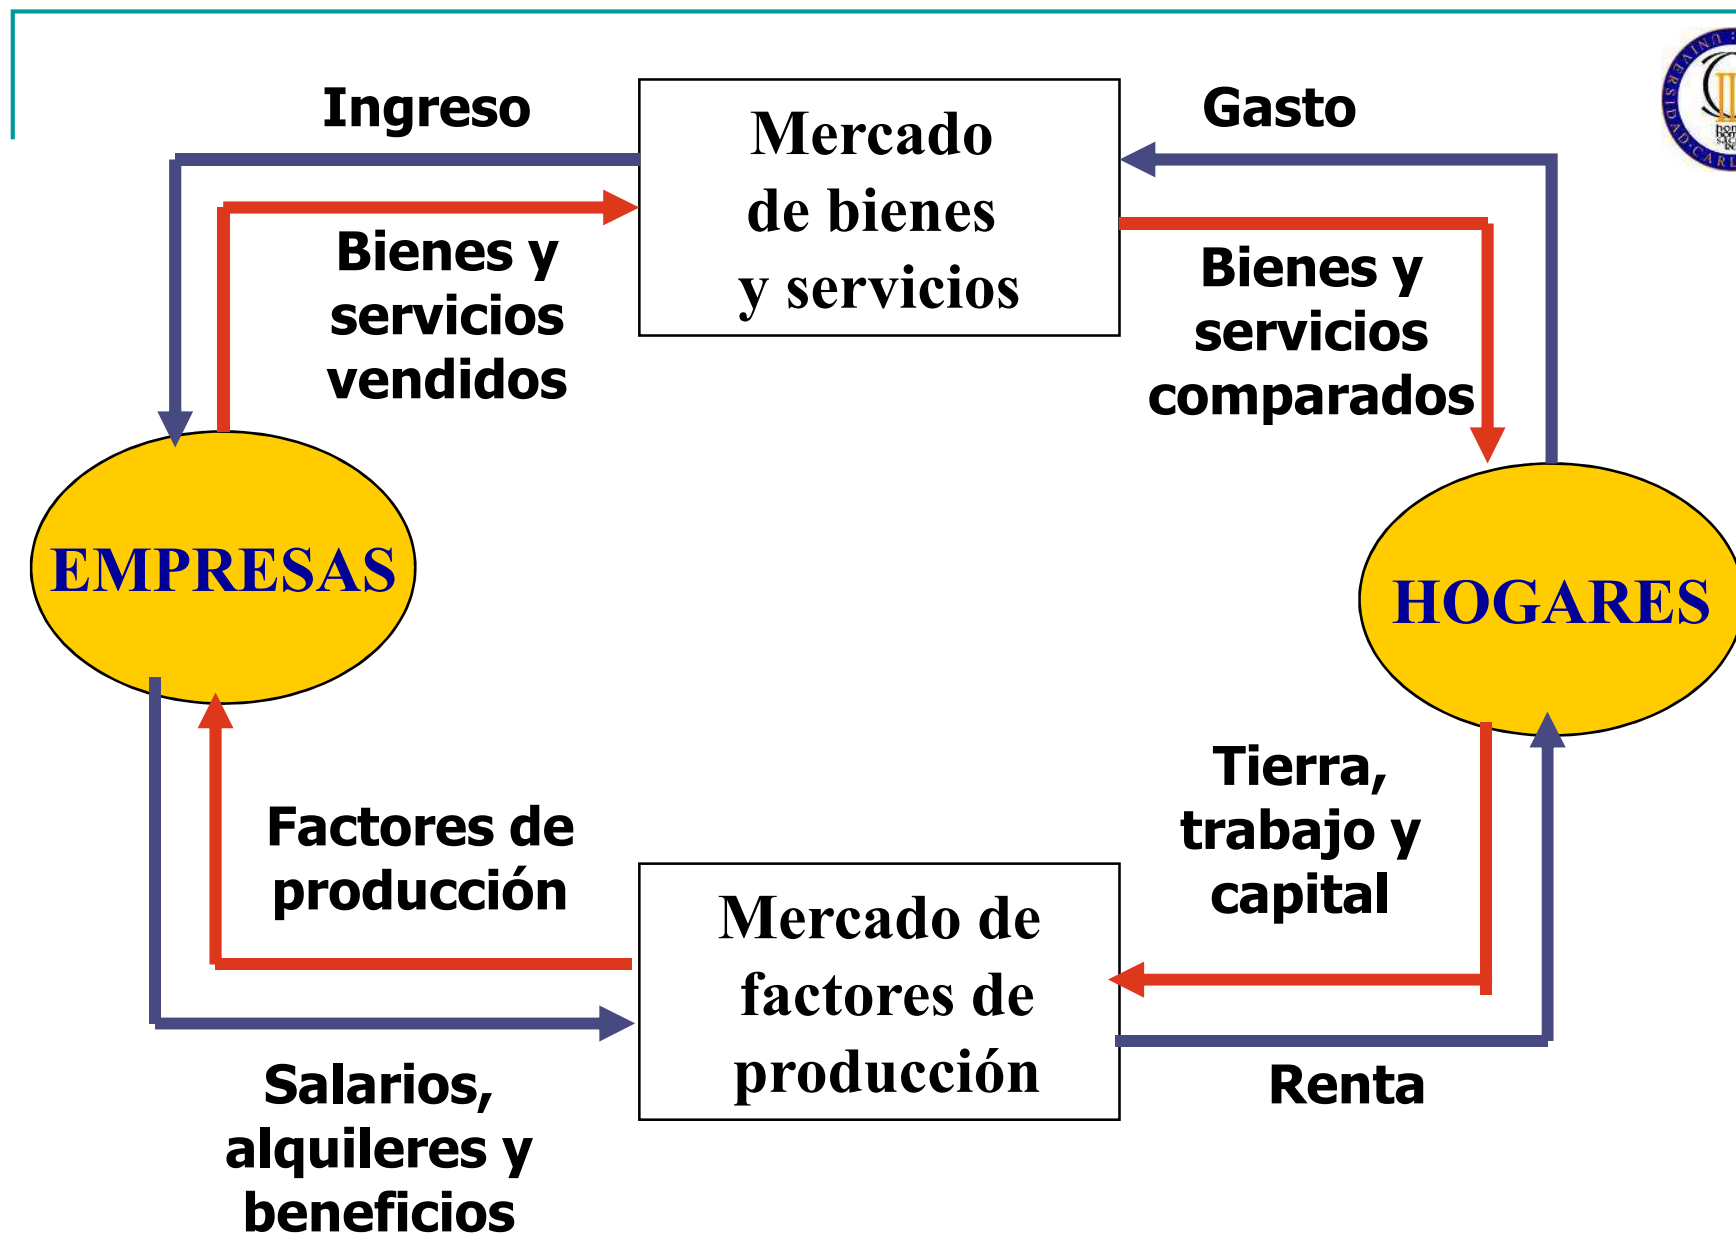 Ingreso
Mercado
de bienes
y servicios
Gasto
Bienes y
servicios
vendidos
Bienes y
servicios
comparados
EMPRESAS
HOGARES
Factores de
producción
Tierra,
trabajo y
capital
Mercado de
factores de
producción
Salarios,
alquileres y
beneficios
Renta